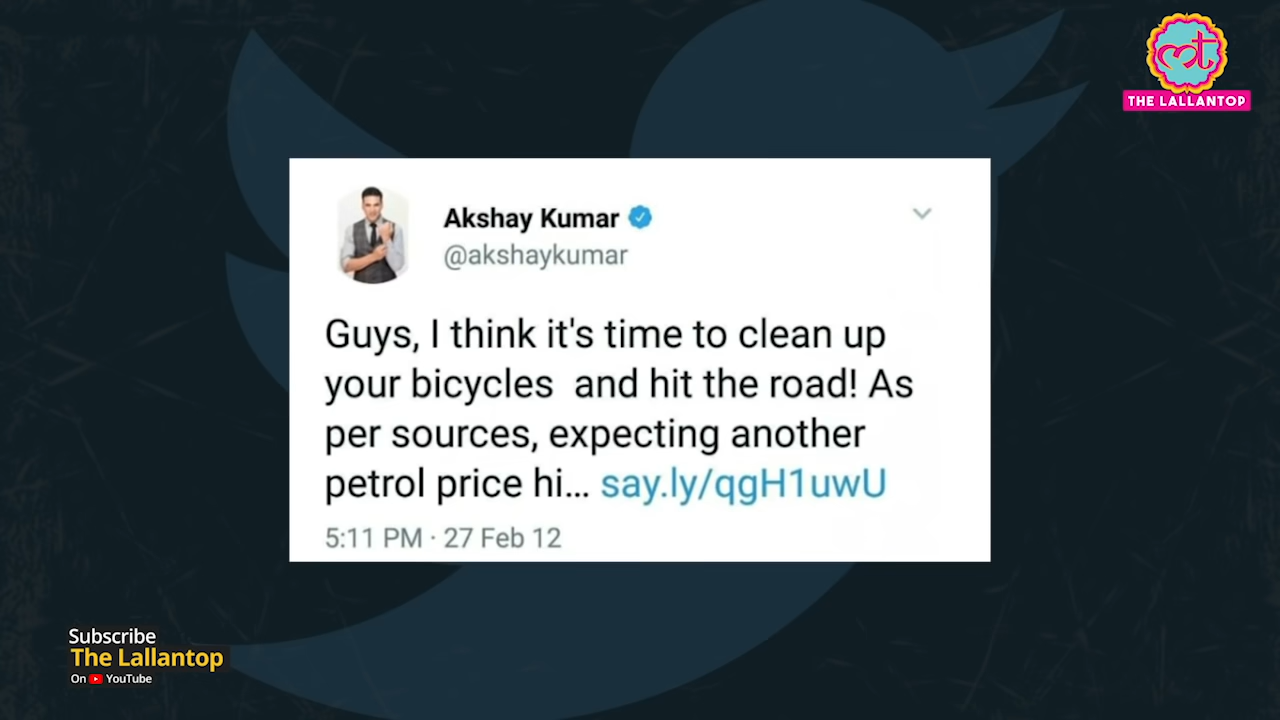 मत
THE LALLANTOP
Akshay Kumar
@akshaykumar
Guys, I think it's time to clean up
your bicycles  and hit the road! As
per sources, expecting another
petrol price hi... say.ly/qgH1uwU
5:11 PM · 27 Feb 12
Subscribe
The Lallantop
On YouTube